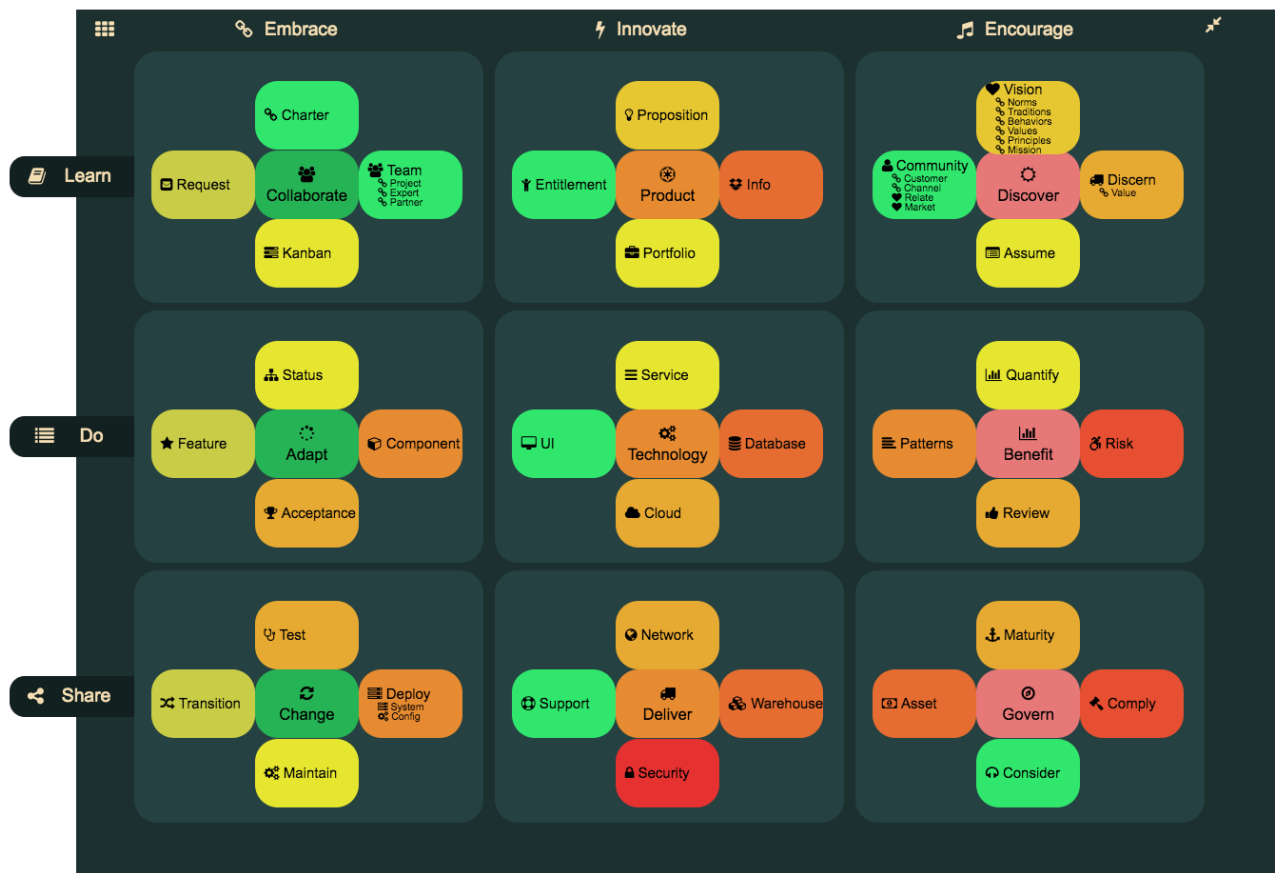 Embrace
Innovate
Encourage
Learn
Charter
Request
Collaborate
Team
Project
Expert
Partner
Kanban
Proposition
Entitlement
Product
Info
Portfolio
Vision
Norms
Traditions
Behaviors
Values
Principles
Mission
Community
Customer
Channel
Relate
Market
Discover
Discern
Value
Assume
Do
Status
Feature
Adapt
Component
Acceptance
Service
UI
Technology
Database
Cloud
Quantify
Patterns
Benefit
Risk
Review
Share
Test
Transition
Change
Deploy
System
Config
Maintain
Network
Support
Deliver
Warehouse
Security
Maturity
Asset
Govern
Comply
Consider